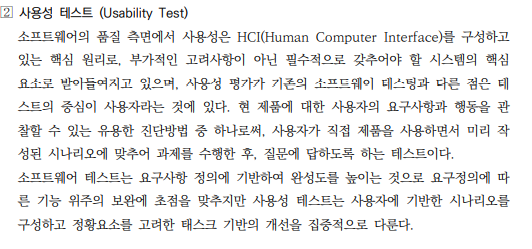 2 사용성 테스트 (Usability Test)
소프트웨어의 품질 측면에서 사용성은 HCI(Human Computer Interface)를 구성하고
있는 핵심 원리로, 부가적인 고려사항이 아닌 필수적으로 갖추어야 할 시스템의 핵심
요소로 받아들여지고 있으며, 사용성 평가가 기존의 소프트웨어 테스팅과 다른 점은 테
스트의 중심이 사용자라는 것에 있다. 현 제품에 대한 사용자의 요구사항과 행동을 관
찰할 수 있는 유용한 진단방법 중 하나로써, 사용자가 직접 제품을 사용하면서 미리 작
성된 시나리오에 맞추어 과제를 수행한 후, 질문에 답하도록 하는 테스트이다.
소프트웨어 테스트는 요구사항 정의에 기반하여 완성도를 높이는 것으로 요구정의에 따
른 기능 위주의 보완에 초점을 맞추지만 사용성 테스트는 사용자에 기반한 시나리오를
구성하고 정황요소를 고려한 태스크 기반의 개선을 집중적으로 다룬다.